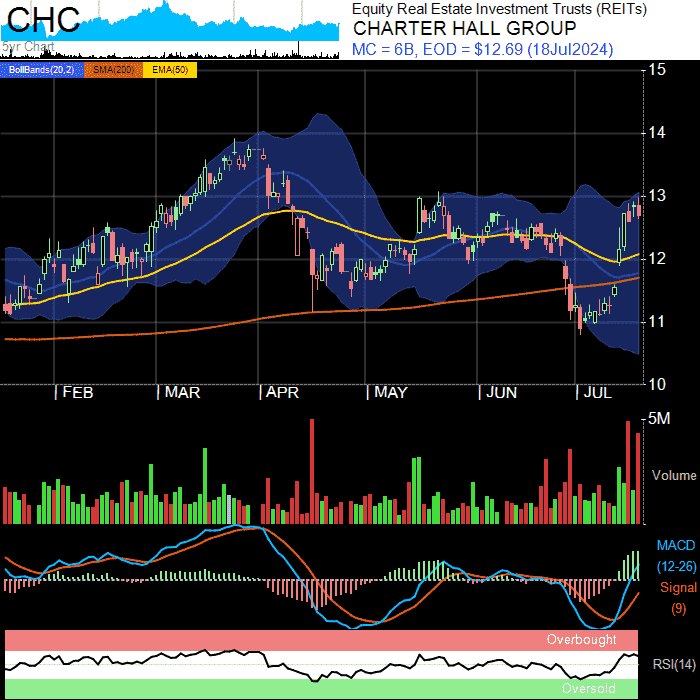 CHC
5yr Chart
Equity Real Estate Investment Trusts (REITs)
CHARTER HALL GROUP
MC = 6B, EOD = $12.69 (18Jul2024)
BollBands(20,2) SMA(200) EMA(50)
15
14
13
12
11
10
| FEB | MAR | APR | MAY | JUN | JUL
5M
Volume
MACD
(12-26)
Signal
(9)
Overbought
RSI(14)
Oversold